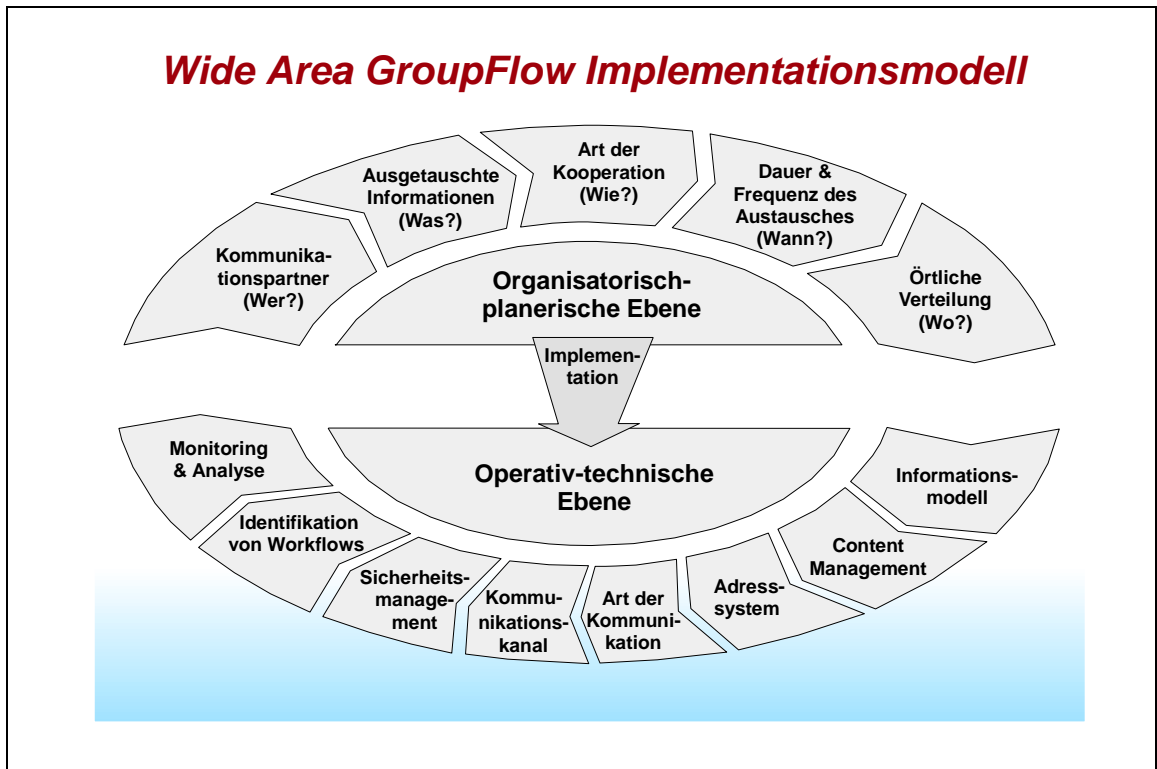 Wide Area GroupFlow Implementationsmodell
Kommunika-
tionspartner
(Wer?)
Ausgetauschte
Informationen
(Was?)
Art der
Kooperation
(Wie?)
Dauer &
Frequenz des
Austausches
(Wann?)
Örtliche
Verteilung
(Wo?)
Organisatorisch-
planerische Ebene
Implemen-
tation
Operativ-technische
Ebene
Monitoring
& Analyse
Identifikation
von Workflows
Sicherheits-
manage-
ment
Kommu-
nikations-
kanal
Art der
Kommuni-
kation
Adress-
system
Content
Management
Informations-
modell